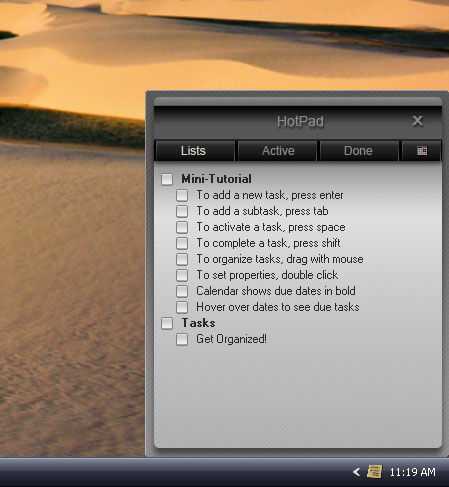 HotPad
Lists Active Done
Mini-Tutorial
To add a new task, press enter
To add a subtask, press tab
To activate a task, press space
To complete a task, press shift
To organize tasks, drag with mouse
To set properties, double click
Calendar shows due dates in bold
Hover over dates to see due tasks
Tasks
Get Organized!
11:19 AM